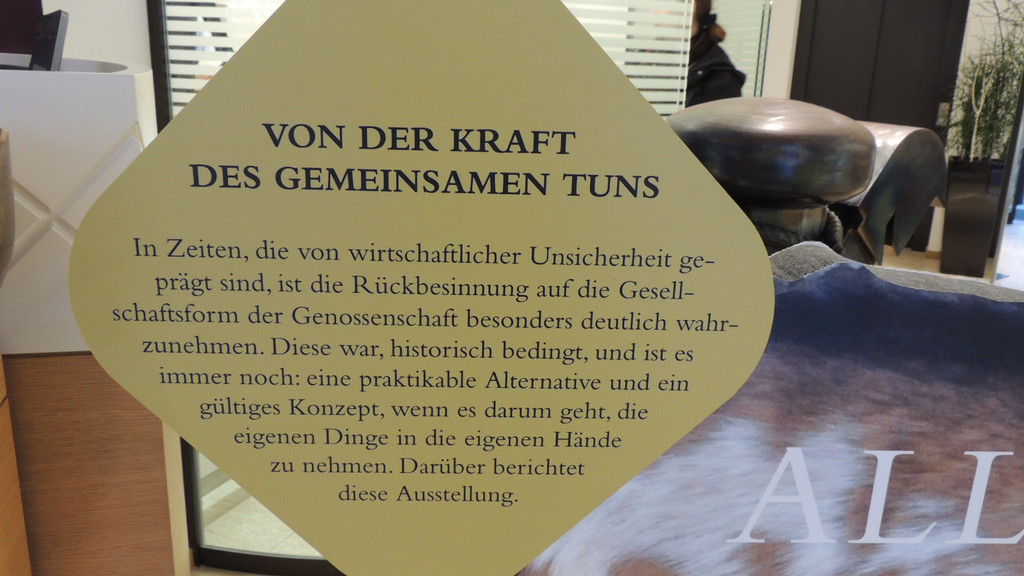 VON DER KRAFT
DES GEMEINSAMEN TUNS
In Zeiten, die von wirtschaftlicher Unsicherheit ge-
prägt sind, ist die Rückbesinnung auf die Gesell-
schaftsform der Genossenschaft besonders deutlich wahr-
zunehmen. Diese war, historisch bedingt, und ist es
immer noch: eine praktikable Alternative und ein
gültiges Konzept, wenn es darum geht, die
eigenen Dinge in die eigenen Hände
zu nehmen. Darüber berichtet
diese Ausstellung.
ALL